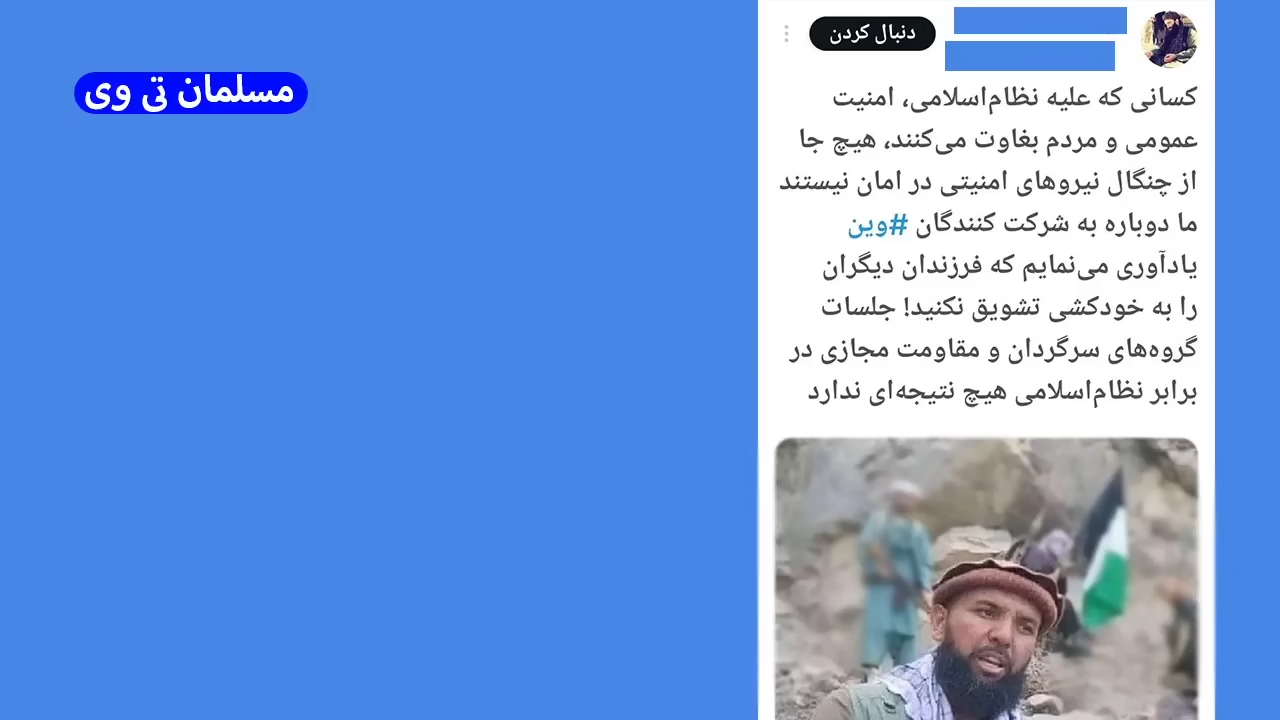 مسلمان تی وی
دنبال کردن
کسانی که علیه نظام‌اسلامی، امنیت
عمومی و مردم بغاوت می‌کنند، هیچ جا
از چنگال نیروهای امنیتی در امان نیستند
ما دوباره به شرکت کنندگان #وین
یادآوری می‌نمایم که فرزندان دیگران
را به خودکشی تشویق نکنید! جلسات
گروه‌های سرگردان و مقاومت مجازی در
برابر نظام‌اسلامی هیچ نتیجه‌ای ندارد